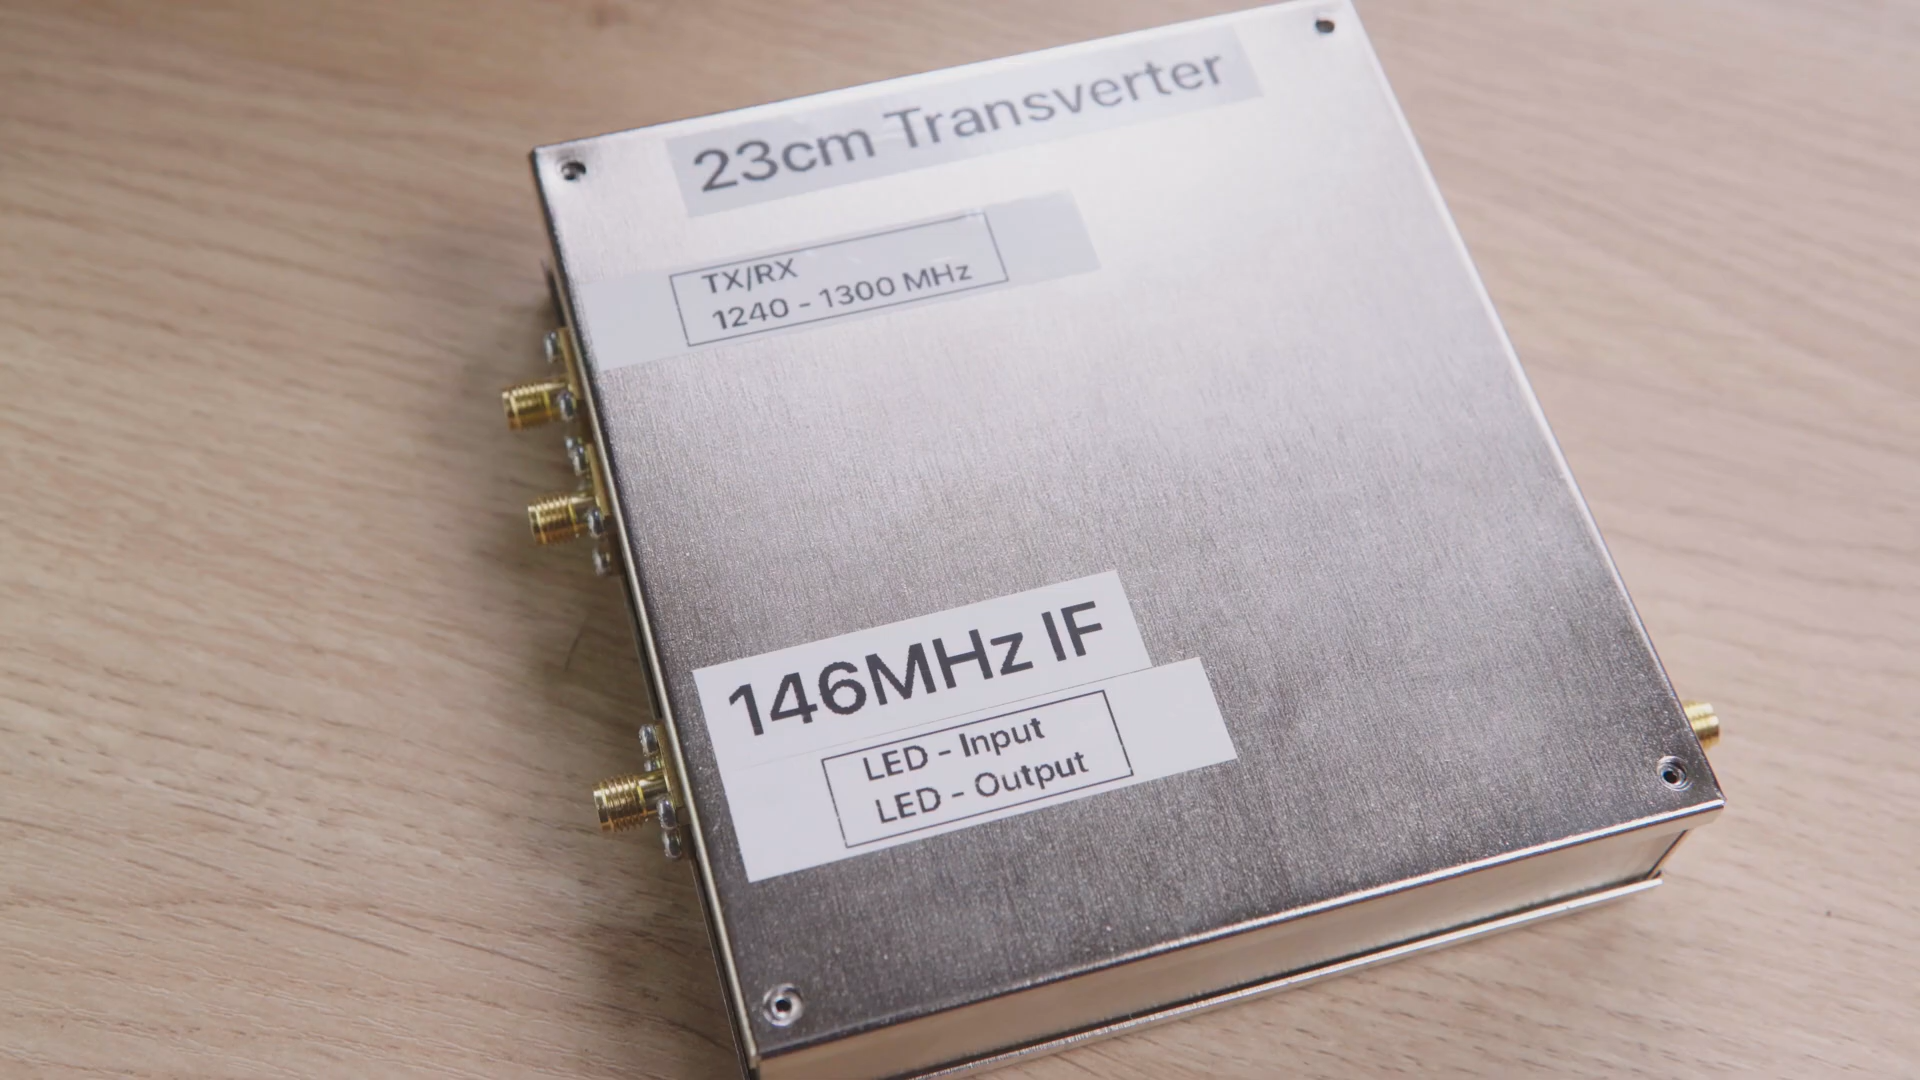 23cm Transverter
TX/RX
1240 - 1300 MHz
146MHz IF
LED - Input
LED - Output